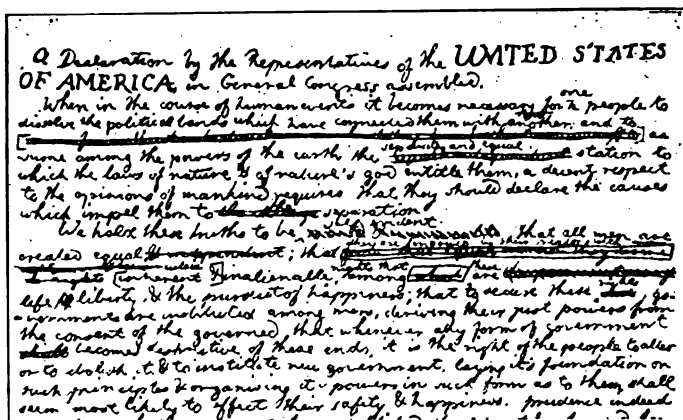 A Declaration by the Representatives of the UNITED STATES
OF AMERICA, in General Congress assembled.
When in the course of human events it becomes necessary for a one people to
dissolve the political bands which have connected them with another, and to
as-
-sume among the powers of the earth the separate and equal station to
which the laws of nature & of nature's god entitle them, a decent respect
to the opinions of mankind requires that they should declare the causes
which impel them to the separation.
We hold these truths to be self-evident that all men are
created equal; that
inherent & inalienable among
life, & liberty, & the pursuit of happiness; that to secure these rights go-
-vernments are instituted among men, deriving their just powers from
the consent of the governed; that whenever any form of government
becomes destructive of these ends, it is the right of the people to alter
or to abolish it, & to institute new government, laying it's foundation on
such principles & organising it's powers in such form as to them shall
seem most likely to effect their safety & happiness. prudence indeed